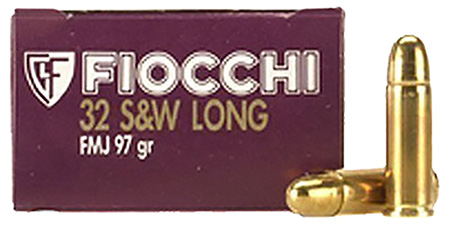 FIOCCHI
32 S&W LONG
FMJ 97 gr